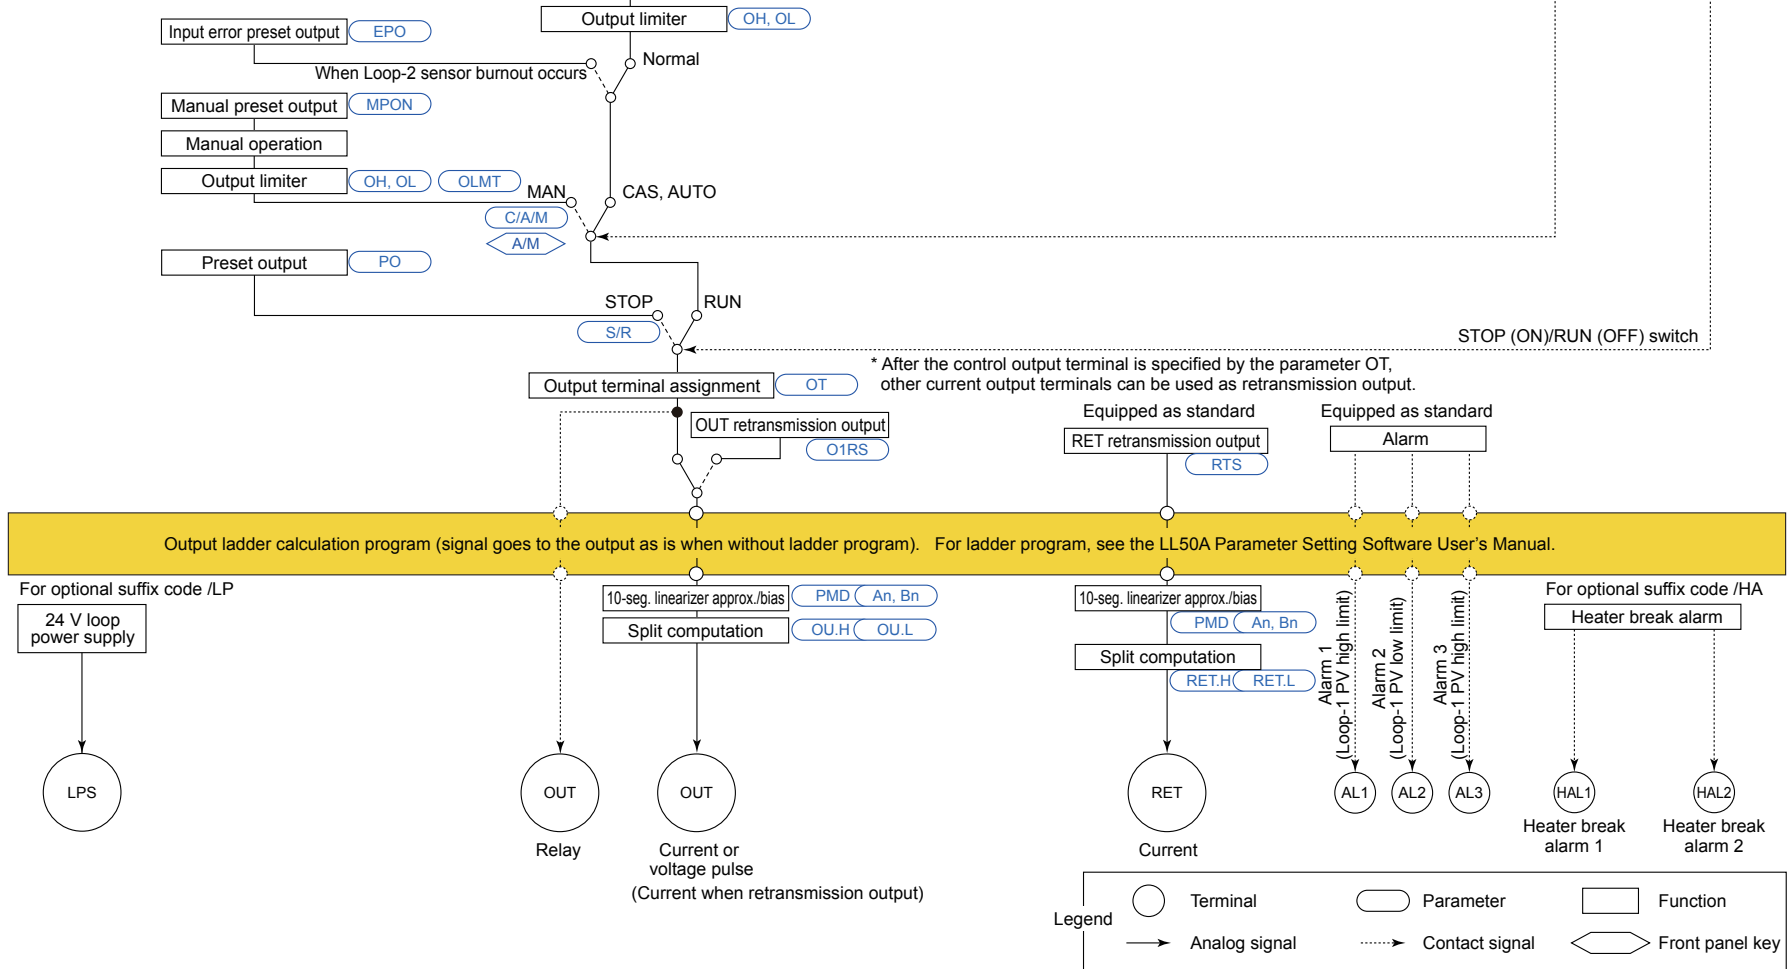 Output limiter
OH, OL
Input error preset output
EPO
Normal
When Loop-2 sensor burnout occurs
Manual preset output
MPON
Manual operation
Output limiter
OH, OL
OLMT
MAN
CAS, AUTO
C/A/M
A/M
Preset output
PO
STOP
RUN
S/R
STOP (ON)/RUN (OFF) switch
* After the control output terminal is specified by the parameter OT,
other current output terminals can be used as retransmission output.
Output terminal assignment
OT
Equipped as standard
Equipped as standard
OUT retransmission output
O1RS
RET retransmission output
RTS
Alarm
Output ladder calculation program (signal goes to the output as is when without ladder program). For ladder program, see the LL50A Parameter Setting Software User's Manual.
For optional suffix code /LP
24 V loop
power supply
10-seg. linearizer approx./bias
PMD
An, Bn
Split computation
OU.H
OU.L
10-seg. linearizer approx./bias
PMD
An, Bn
Split computation
RET.H
RET.L
Alarm 1
(Loop-1 PV high limit)
Alarm 2
(Loop-1 PV low limit)
Alarm 3
(Loop-1 PV high limit)
For optional suffix code /HA
Heater break alarm
LPS
OUT
OUT
RET
AL1
AL2
AL3
HAL1
HAL2
Relay
Current or
voltage pulse
(Current when retransmission output)
Current
Heater break
alarm 1
Heater break
alarm 2
Legend
Terminal
Parameter
Function
Analog signal
Contact signal
Front panel key